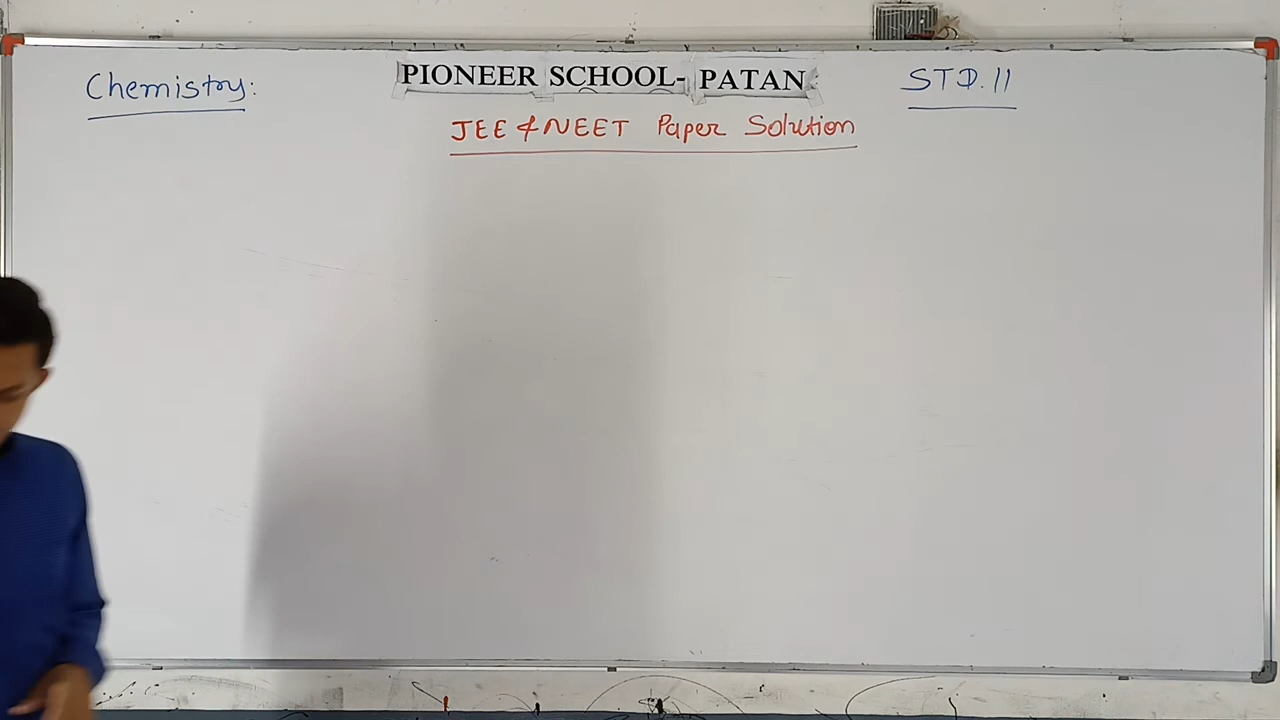 Chemistry: PIONEER SCHOOL- PATAN STD. 11
JEE & NEET Paper Solution